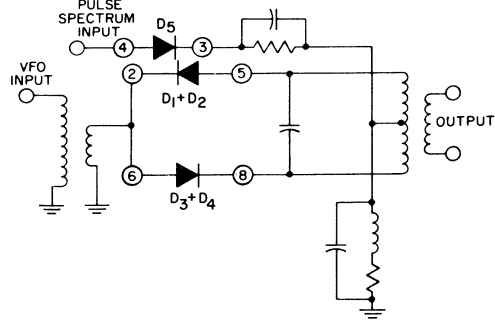 PULSE
SPECTRUM
INPUT
D5
4
3
VFO
INPUT
2
5
D1+D2
OUTPUT
6
8
D3+D4